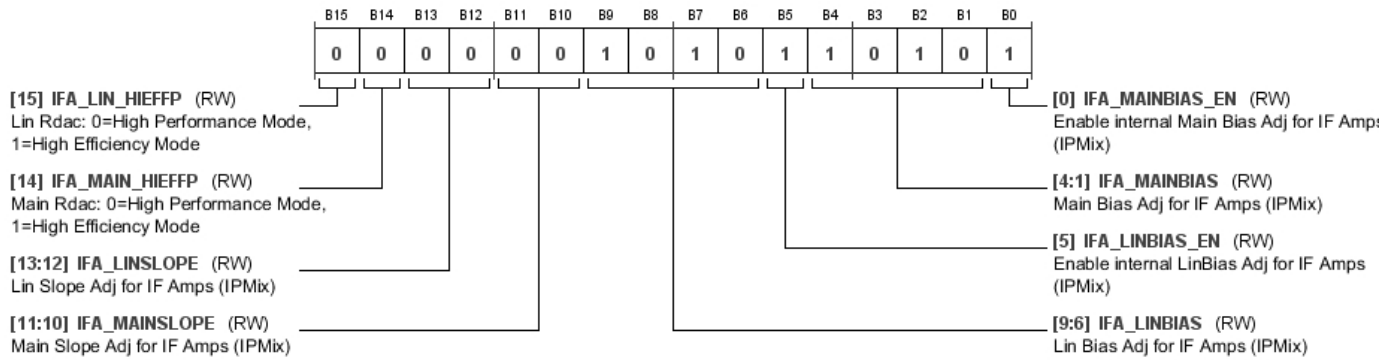 B15 B14 B13 B12 B11 B10 B9 B8 B7 B6 B5 B4 B3 B2 B1 B0
0 0 0 0 0 0 1 0 1 0 1 1 0 1 0 1
[15] IFA_LIN_HIEFFP (RW)
Lin Rdac: 0=High Performance Mode,
1=High Efficiency Mode
[14] IFA_MAIN_HIEFFP (RW)
Main Rdac: 0=High Performance Mode,
1=High Efficiency Mode
[13:12] IFA_LINSLOPE (RW)
Lin Slope Adj for IF Amps (IPMix)
[11:10] IFA_MAINSLOPE (RW)
Main Slope Adj for IF Amps (IPMix)
[0] IFA_MAINBIAS_EN (RW)
Enable internal Main Bias Adj for IF Amps
(IPMix)
[4:1] IFA_MAINBIAS (RW)
Main Bias Adj for IF Amps (IPMix)
[5] IFA_LINBIAS_EN (RW)
Enable internal LinBias Adj for IF Amps
(IPMix)
[9:6] IFA_LINBIAS (RW)
Lin Bias Adj for IF Amps (IPMix)